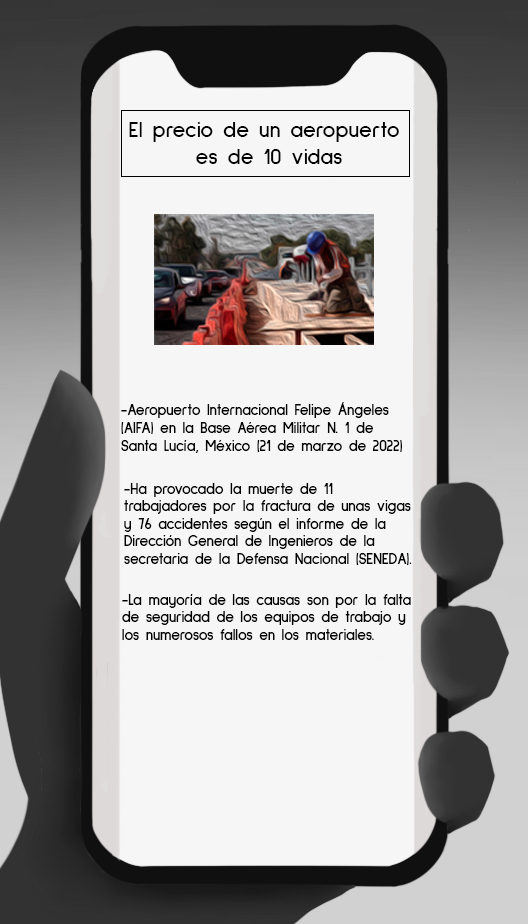 El precio de un aeropuerto
es de 10 vidas
-Aeropuerto Internacional Felipe Ángeles
(AIFA) en la Base Aérea Militar N. 1 de
Santa Lucía, México (21 de marzo de 2022)
-Ha provocado la muerte de 11
trabajadores por la fractura de unas vigas
y 76 accidentes según el informe de la
Dirección General de Ingenieros de la
secretaria de la Defensa Nacional (SENEDA).
-La mayoría de las causas son por la falta
de seguridad de los equipos de trabajo y
los numerosos fallos en los materiales.